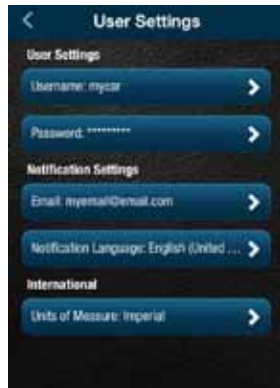 User Settings
User Settings
Username: mycar
Password: *********
Notification Settings
Email: myemail@email.com
Notification Language: English (United ...
International
Units of Measure: Imperial